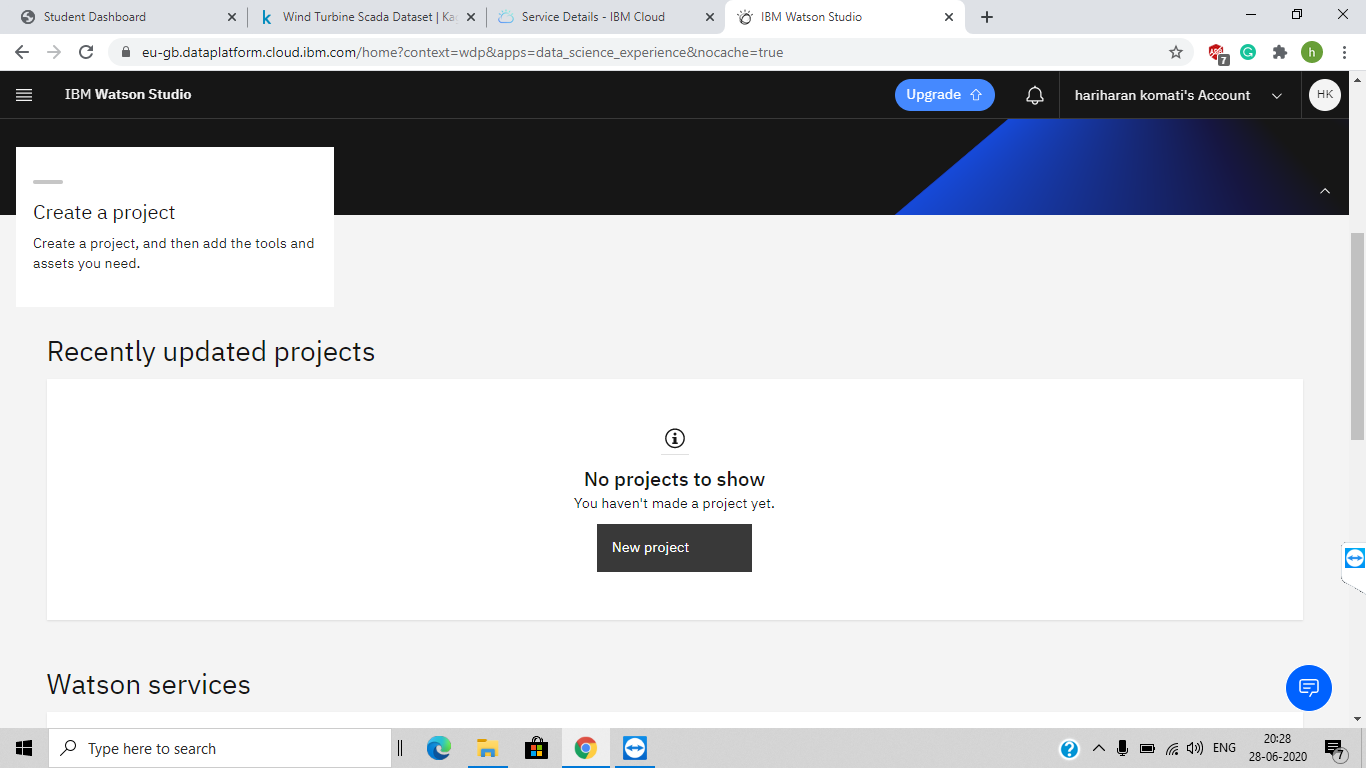 Student Dashboard
Wind Turbine Scada Dataset | Ka
Service Details - IBM Cloud
IBM Watson Studio
eu-gb.dataplatform.cloud.ibm.com/home?context=wdp&apps=data_science_experience&nocache=true
7
h
IBM Watson Studio
Upgrade
hariharan komati's Account
HK
Create a project
Create a project, and then add the tools and
assets you need.
Recently updated projects
No projects to show
You haven't made a project yet.
New project
Watson services
Type here to search
ENG
20:28
28-06-2020
7